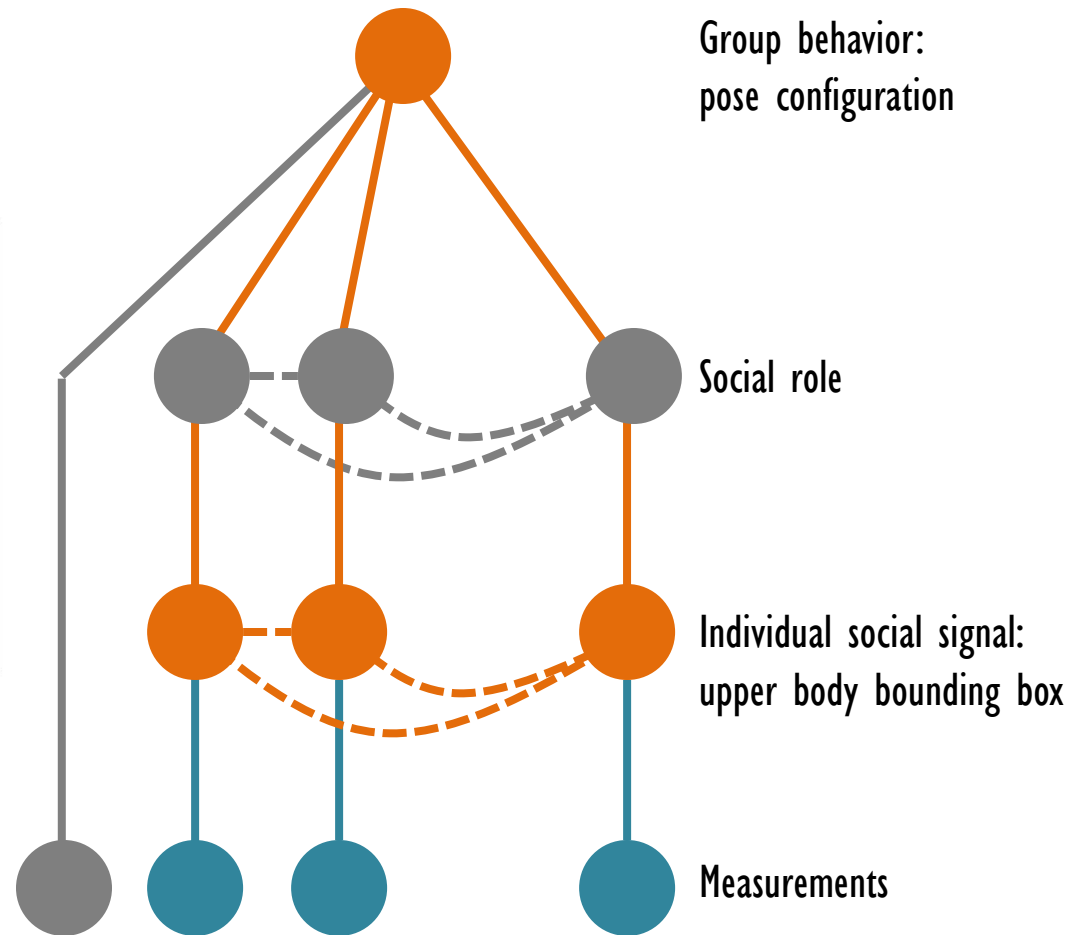 Group behavior:
pose configuration
Social role
Individual social signal:
upper body bounding box
Measurements